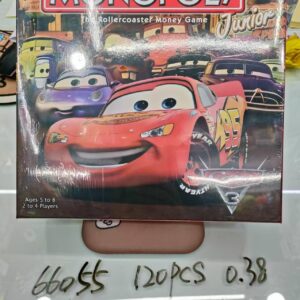 MONOPOLY
The Rollercoaster Money Game
Junior
95
Ages 5 to 8
2 to 4 Players
3
66055 120PCS 0.38